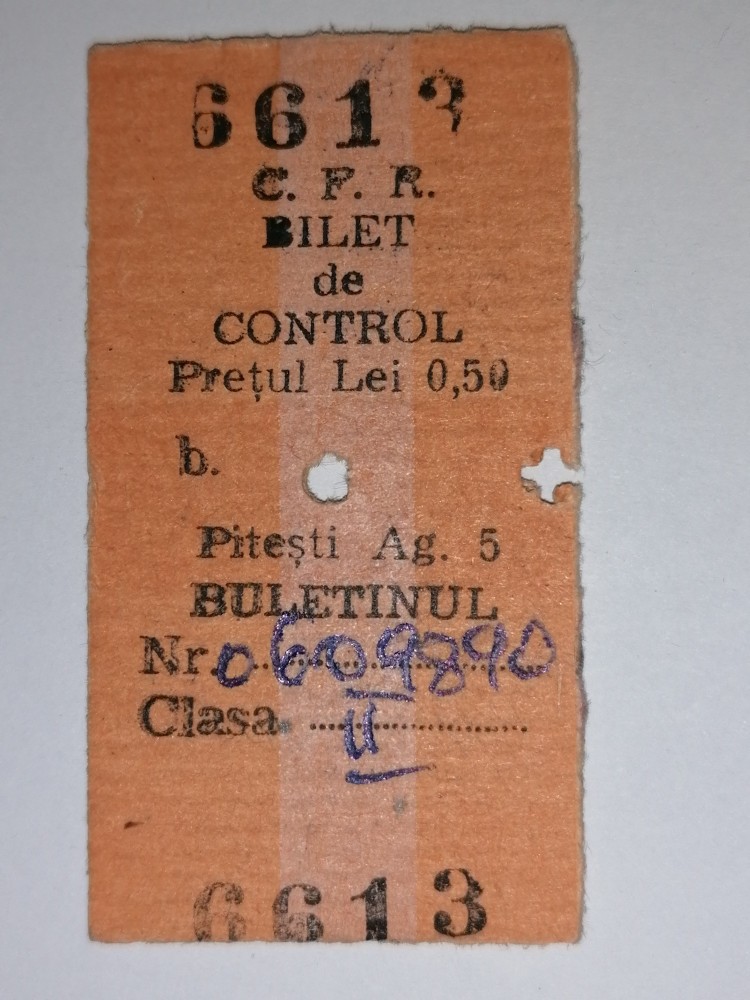 6613
C. F. R.
BILET
de
CONTROL
Prețul Lei 0,50
b.
Pitești Ag. 5
BULETINUL
Nr. 0609890
Clasa II
6613